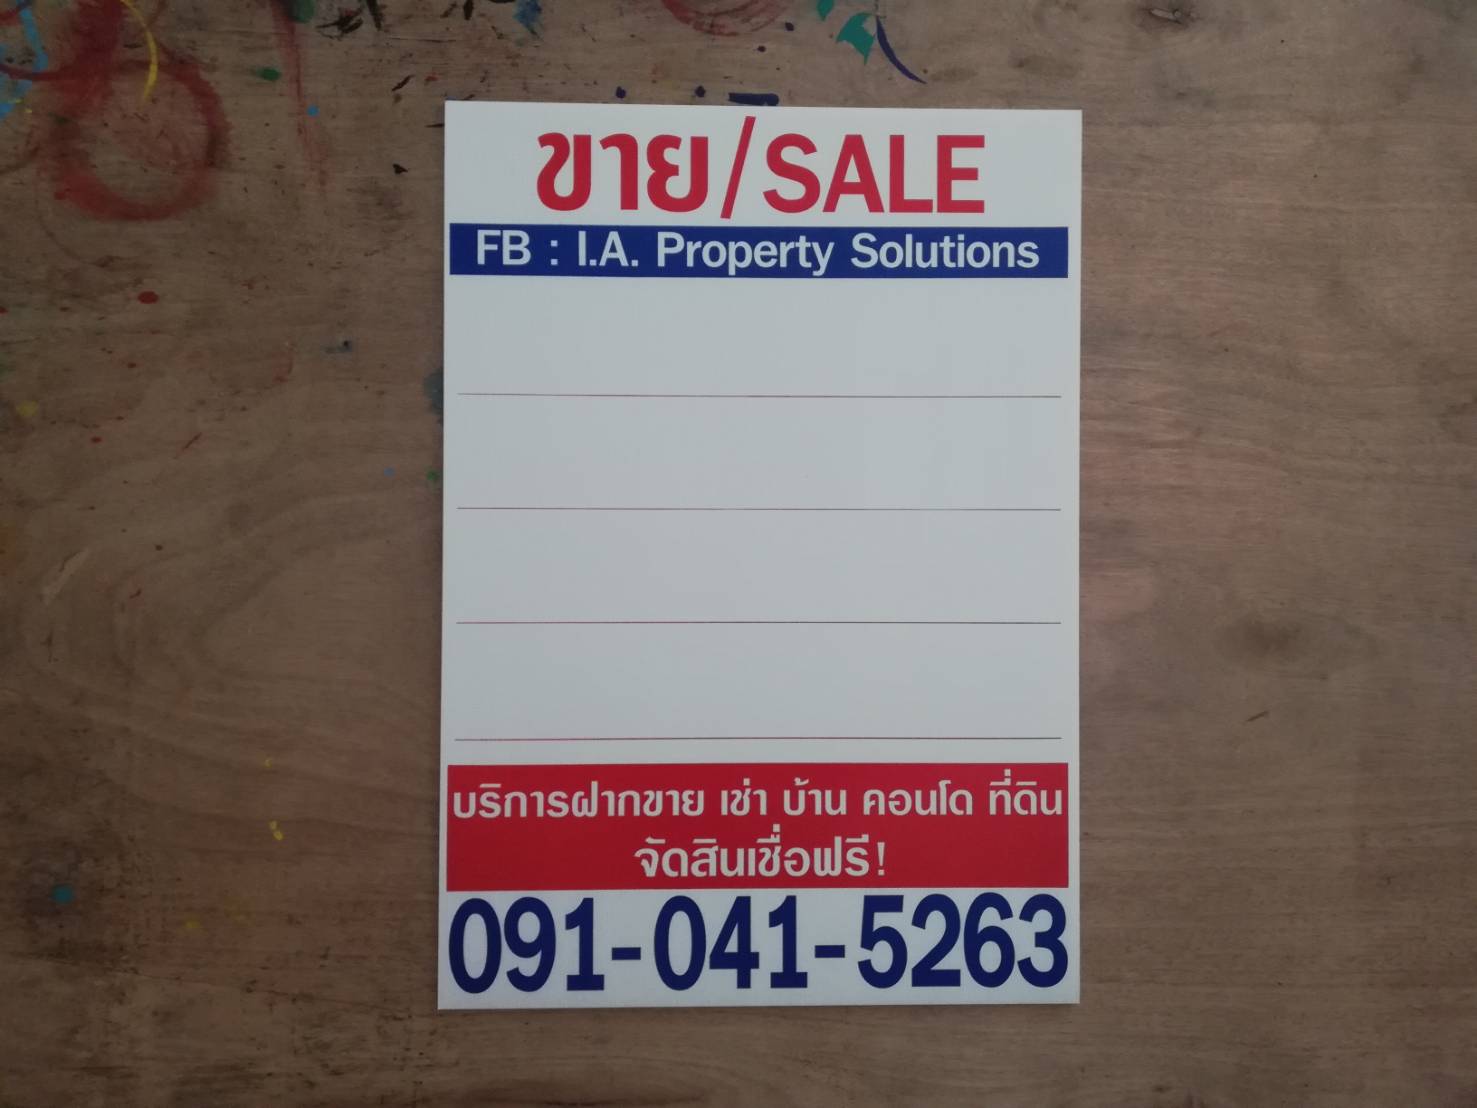 ขาย/SALE
FB : I.A. Property Solutions
บริการฝากขาย เช่า บ้าน คอนโด ที่ดิน
จัดสินเชื่อฟรี!
091-041-5263